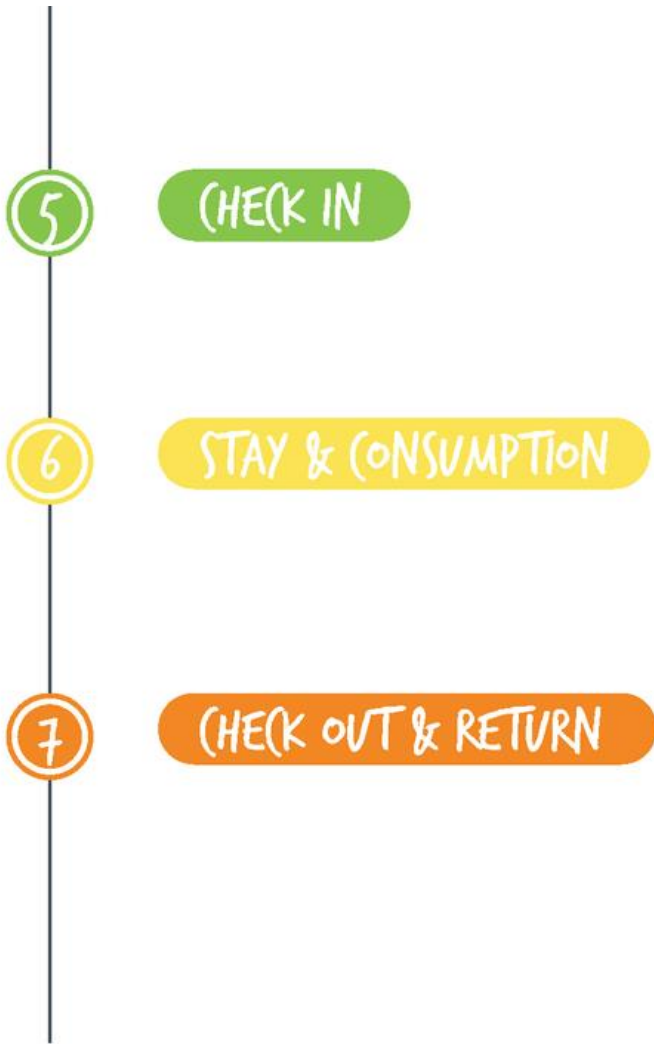 5
CHECK IN
6
STAY & CONSUMPTION
7
CHECK OUT & RETURN